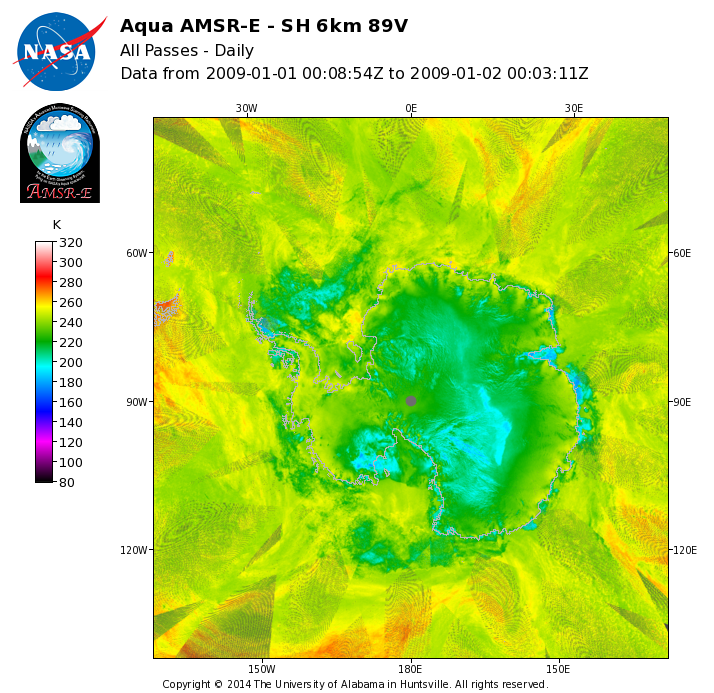 NASA
Aqua AMSR-E - SH 6km 89V
All Passes - Daily
Data from 2009-01-01 00:08:54Z to 2009-01-02 00:03:11Z
AMSR-E
30W 0E 30E
K
320
300
280
260
240
220
200
180
160
140
120
100
80
60W 60E
90W 90E
120W 120E
150W 180E 150E
Copyright © 2014 The University of Alabama in Huntsville. All rights reserved.